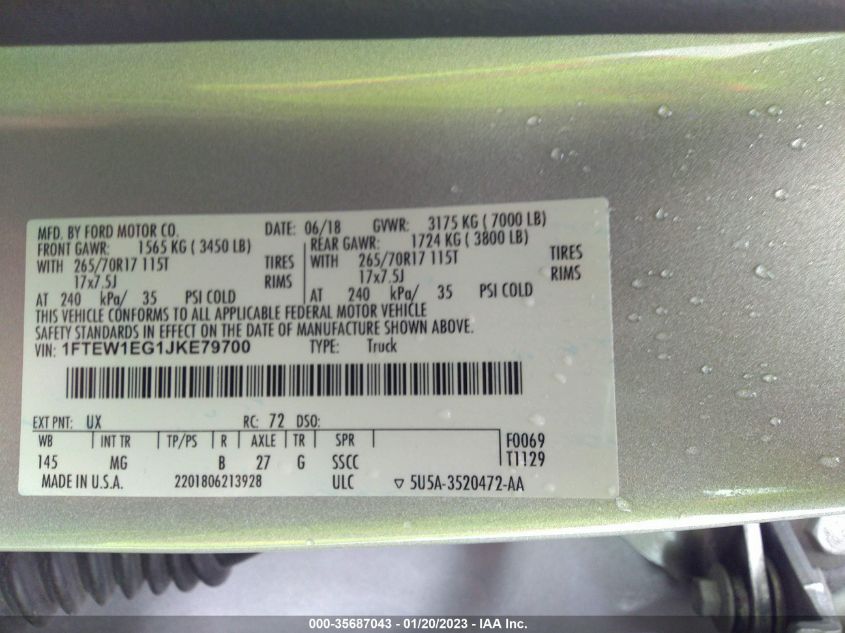 MFD. BY FORD MOTOR CO. DATE: 06/18 GVWR: 3175 KG ( 7000 LB)
FRONT GAWR: 1565 KG ( 3450 LB) REAR GAWR: 1724 KG ( 3800 LB)
WITH 265/70R17 115T TIRES WITH 265/70R17 115T TIRES
17x7.5J RIMS 17x7.5J RIMS
AT 240 kPa/ 35 PSI COLD AT 240 kPa/ 35 PSI COLD
THIS VEHICLE CONFORMS TO ALL APPLICABLE FEDERAL MOTOR VEHICLE
SAFETY STANDARDS IN EFFECT ON THE DATE OF MANUFACTURE SHOWN ABOVE.
VIN: 1FTEW1EG1JKE79700 TYPE: Truck
EXT PNT: UX RC: 72 DSO:
WB INT TR TP/PS R AXLE TR SPR F0069
145 MG B 27 G SSCC T1129
MADE IN U.S.A. 2201806213928 ULC ▽ 5U5A-3520472-AA
000-35687043 - 01/20/2023 - IAA Inc.